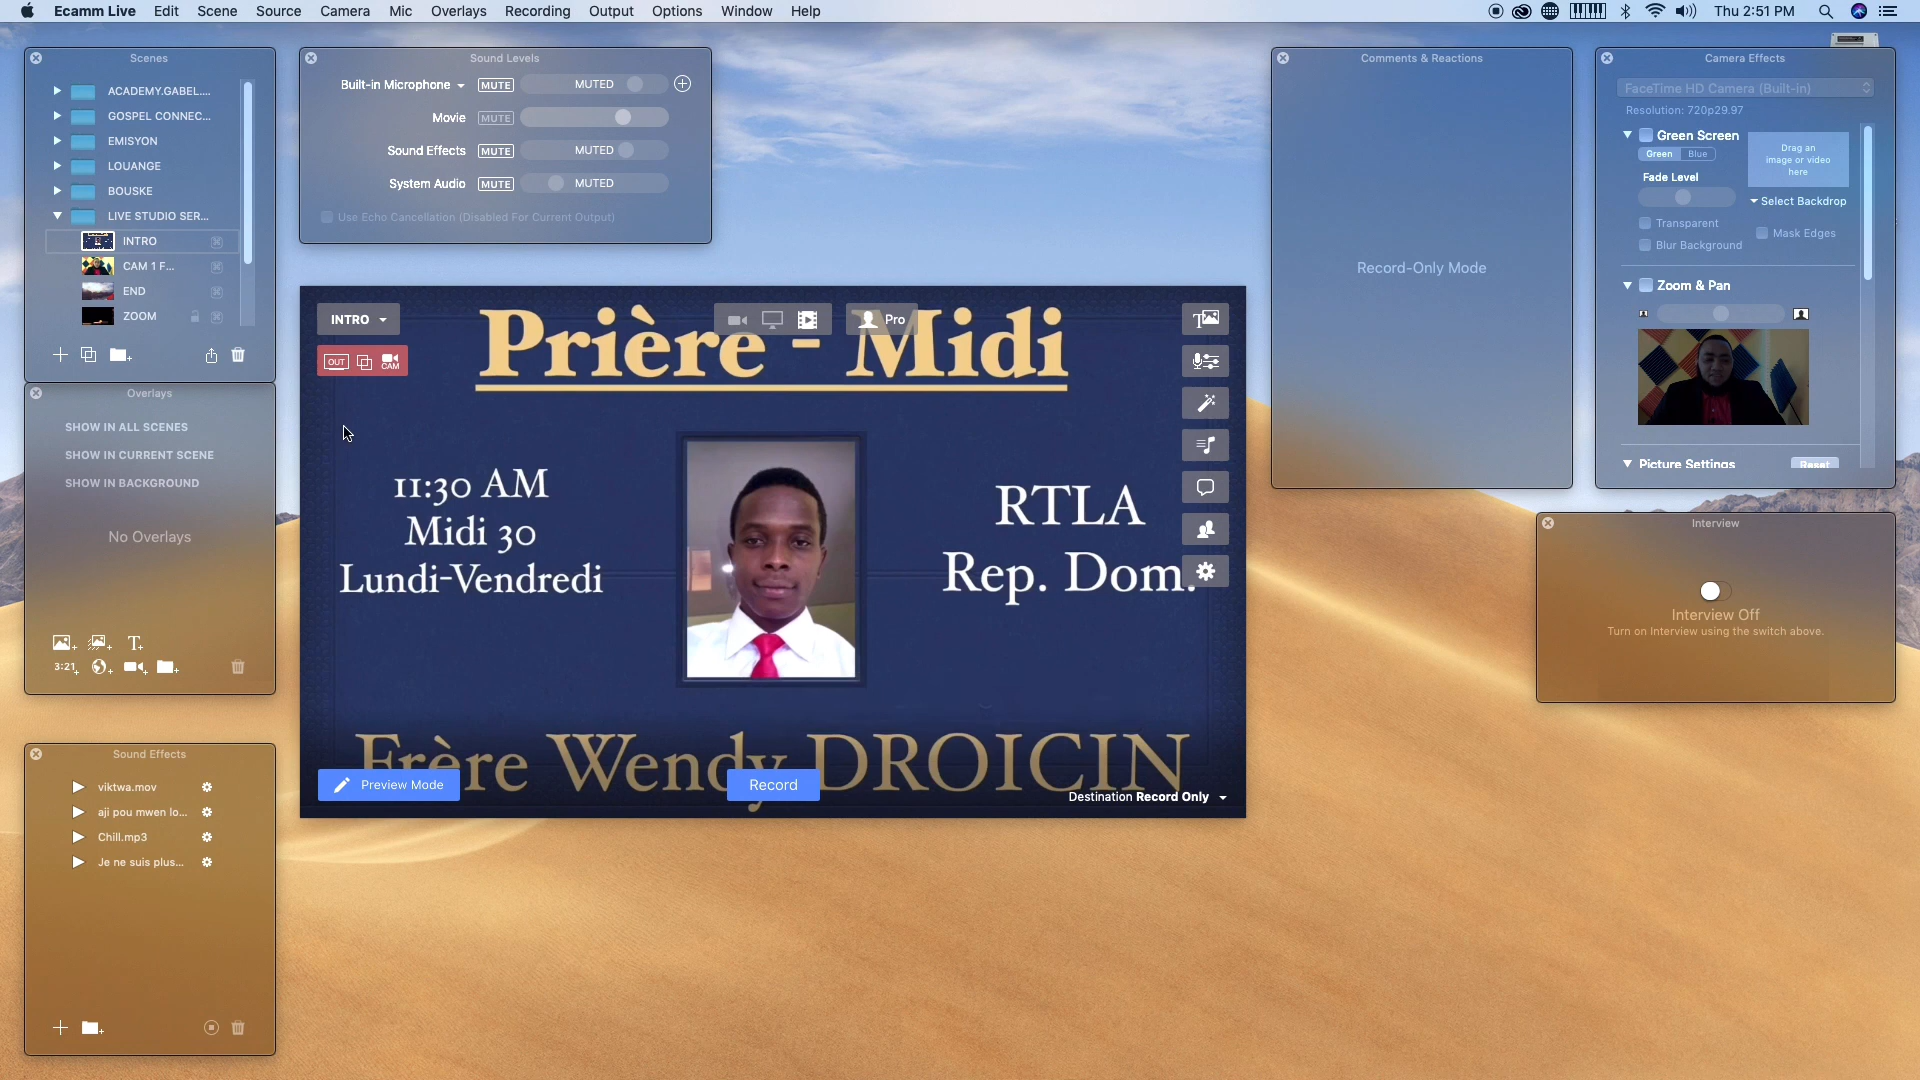 Ecamm Live Edit Scene Source Camera Mic Overlays Recording Output Options Window Help
Thu 2:51 PM
Scenes
ACADEMY.GABEL....
GOSPEL CONNEC...
EMISYON
LOUANGE
BOUSKE
LIVE STUDIO SER...
INTRO
CAM 1 F...
END
ZOOM
Overlays
SHOW IN ALL SCENES
SHOW IN CURRENT SCENE
SHOW IN BACKGROUND
No Overlays
T+
3:21+
Sound Effects
viktwa.mov
aji pou mwen lo...
Chill.mp3
Je ne suis plus...
Sound Levels
Built-in Microphone MUTE MUTED
Movie MUTE
Sound Effects MUTE MUTED
System Audio MUTE MUTED
Use Echo Cancellation (Disabled For Current Output)
INTRO
Pro
OUT
CAM
Prière - Midi
11:30 AM
Midi 30
Lundi-Vendredi
RTLA
Rep. Dom.
Frère Wendy DROICIN
Preview Mode
Record
Destination Record Only
Comments & Reactions
Record-Only Mode
Camera Effects
FaceTime HD Camera (Built-in)
Resolution: 720p29.97
Green Screen
Green Blue
Drag an
image or video
here
Fade Level
Select Backdrop
Transparent
Mask Edges
Blur Background
Zoom & Pan
Picture Settings Reset
Interview
Interview Off
Turn on Interview using the switch above.